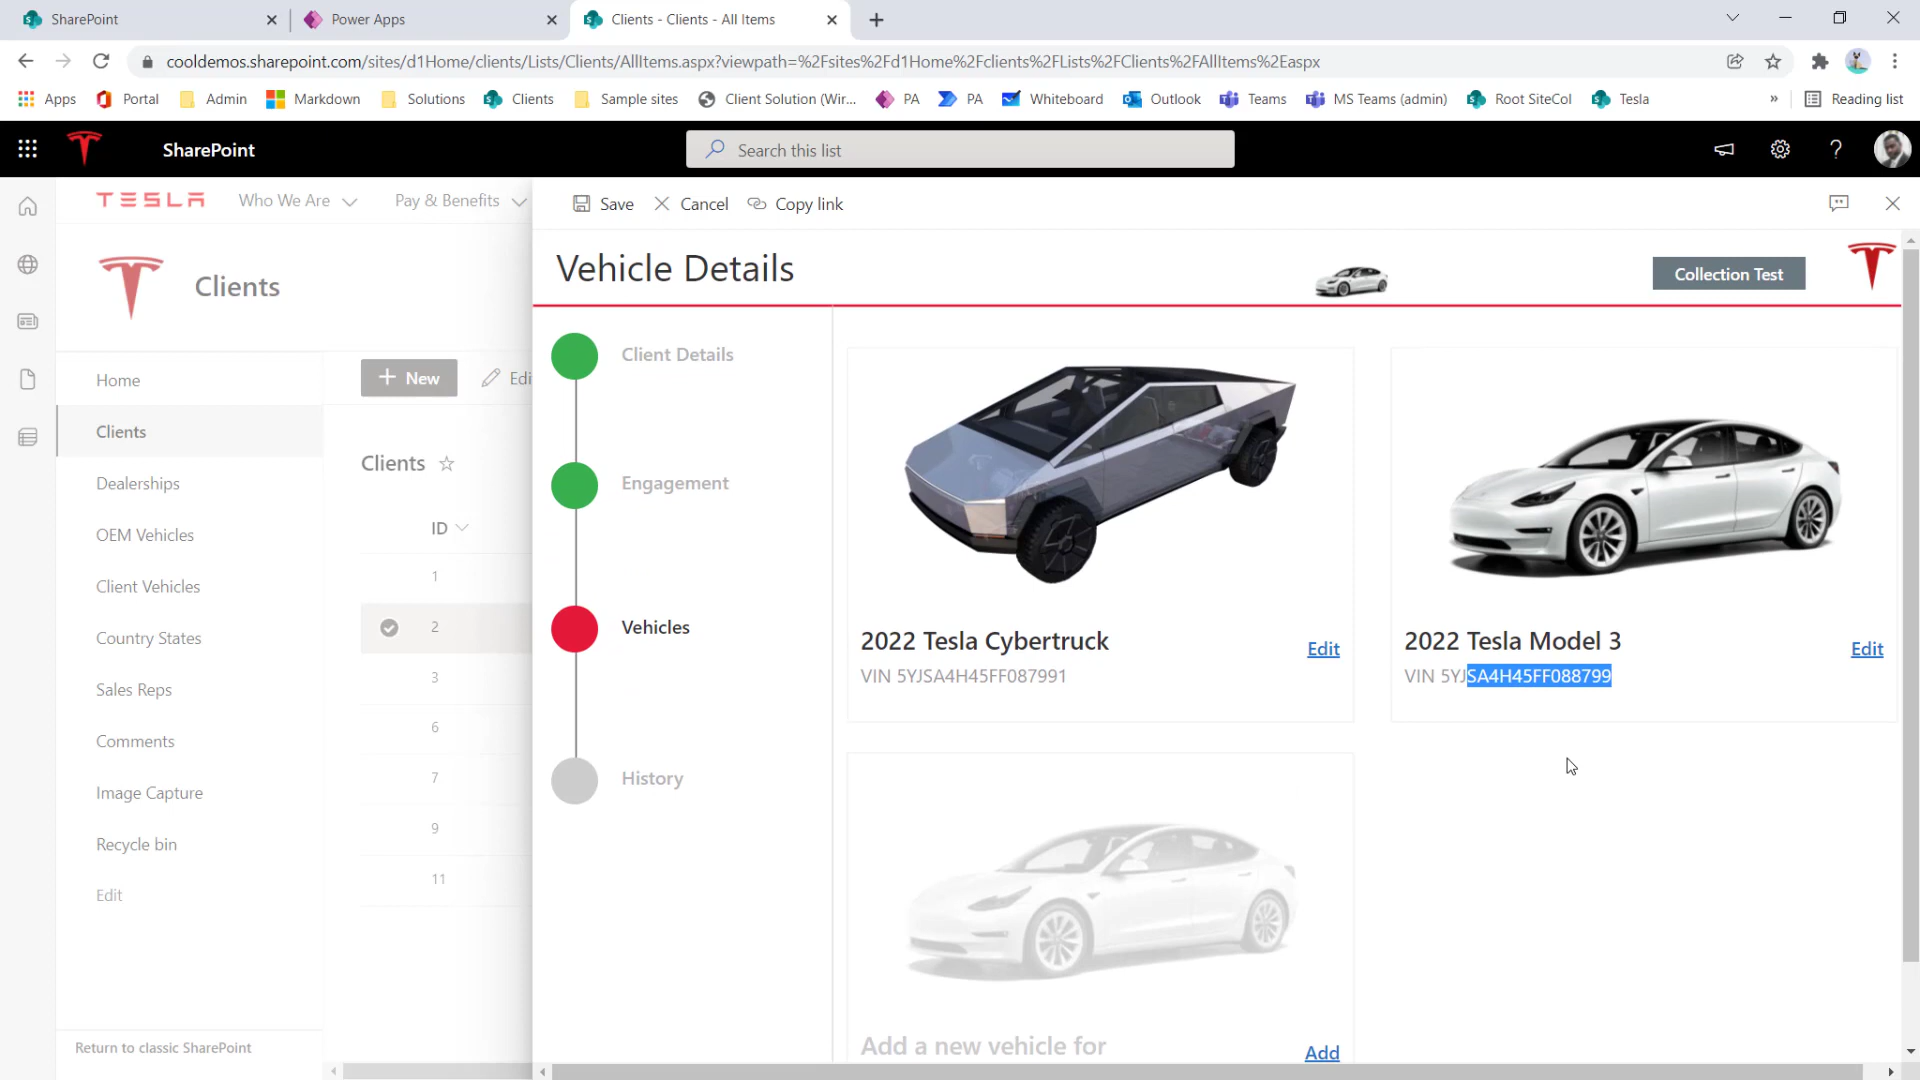 SharePoint
Power Apps
Clients - Clients - All Items
cooldemos.sharepoint.com/sites/d1Home/clients/Lists/Clients/AllItems.aspx?viewpath=%2Fsites%2Fd1Home%2Fclients%2FLists%2FClients%2FAllItems%2Easpx
Apps
Portal
Admin
Markdown
Solutions
Clients
Sample sites
Client Solution (Wir...
PA
PA
Whiteboard
Outlook
Teams
MS Teams (admin)
Root SiteCol
Tesla
»
Reading list
SharePoint
Search this list
TESLA
Who We Are
Pay & Benefits
Clients
Home
Clients
Dealerships
OEM Vehicles
Client Vehicles
Country States
Sales Reps
Comments
Image Capture
Recycle bin
Edit
Return to classic SharePoint
New
Edi
Clients
ID
1
2
3
6
7
9
11
Save
Cancel
Copy link
Vehicle Details
Collection Test
Client Details
Engagement
Vehicles
History
2022 Tesla Cybertruck
Edit
VIN 5YJSA4H45FF087991
2022 Tesla Model 3
Edit
VIN 5YJSA4H45FF088799
Add a new vehicle for
Add